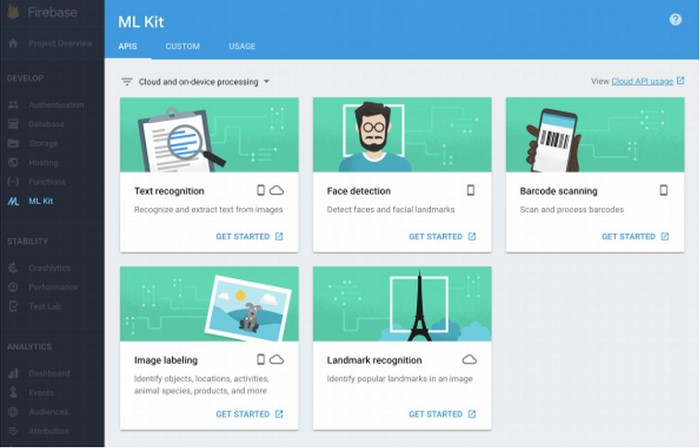 Firebase
Project Overview
DEVELOP
Authentication
Database
Storage
Hosting
Functions
ML Kit
STABILITY
Crashlytics
Performance
Test Lab
ANALYTICS
Dashboard
Events
Audiences
Attribution
ML Kit
?
APIS CUSTOM USAGE
Cloud and on-device processing
View Cloud API usage
Text recognition
Recognize and extract text from images
GET STARTED
Face detection
Detect faces and facial landmarks
GET STARTED
Barcode scanning
Scan and process barcodes
GET STARTED
Image labeling
Identify objects, locations, activities,
animal species, products, and more
GET STARTED
Landmark recognition
Identify popular landmarks in an image
GET STARTED